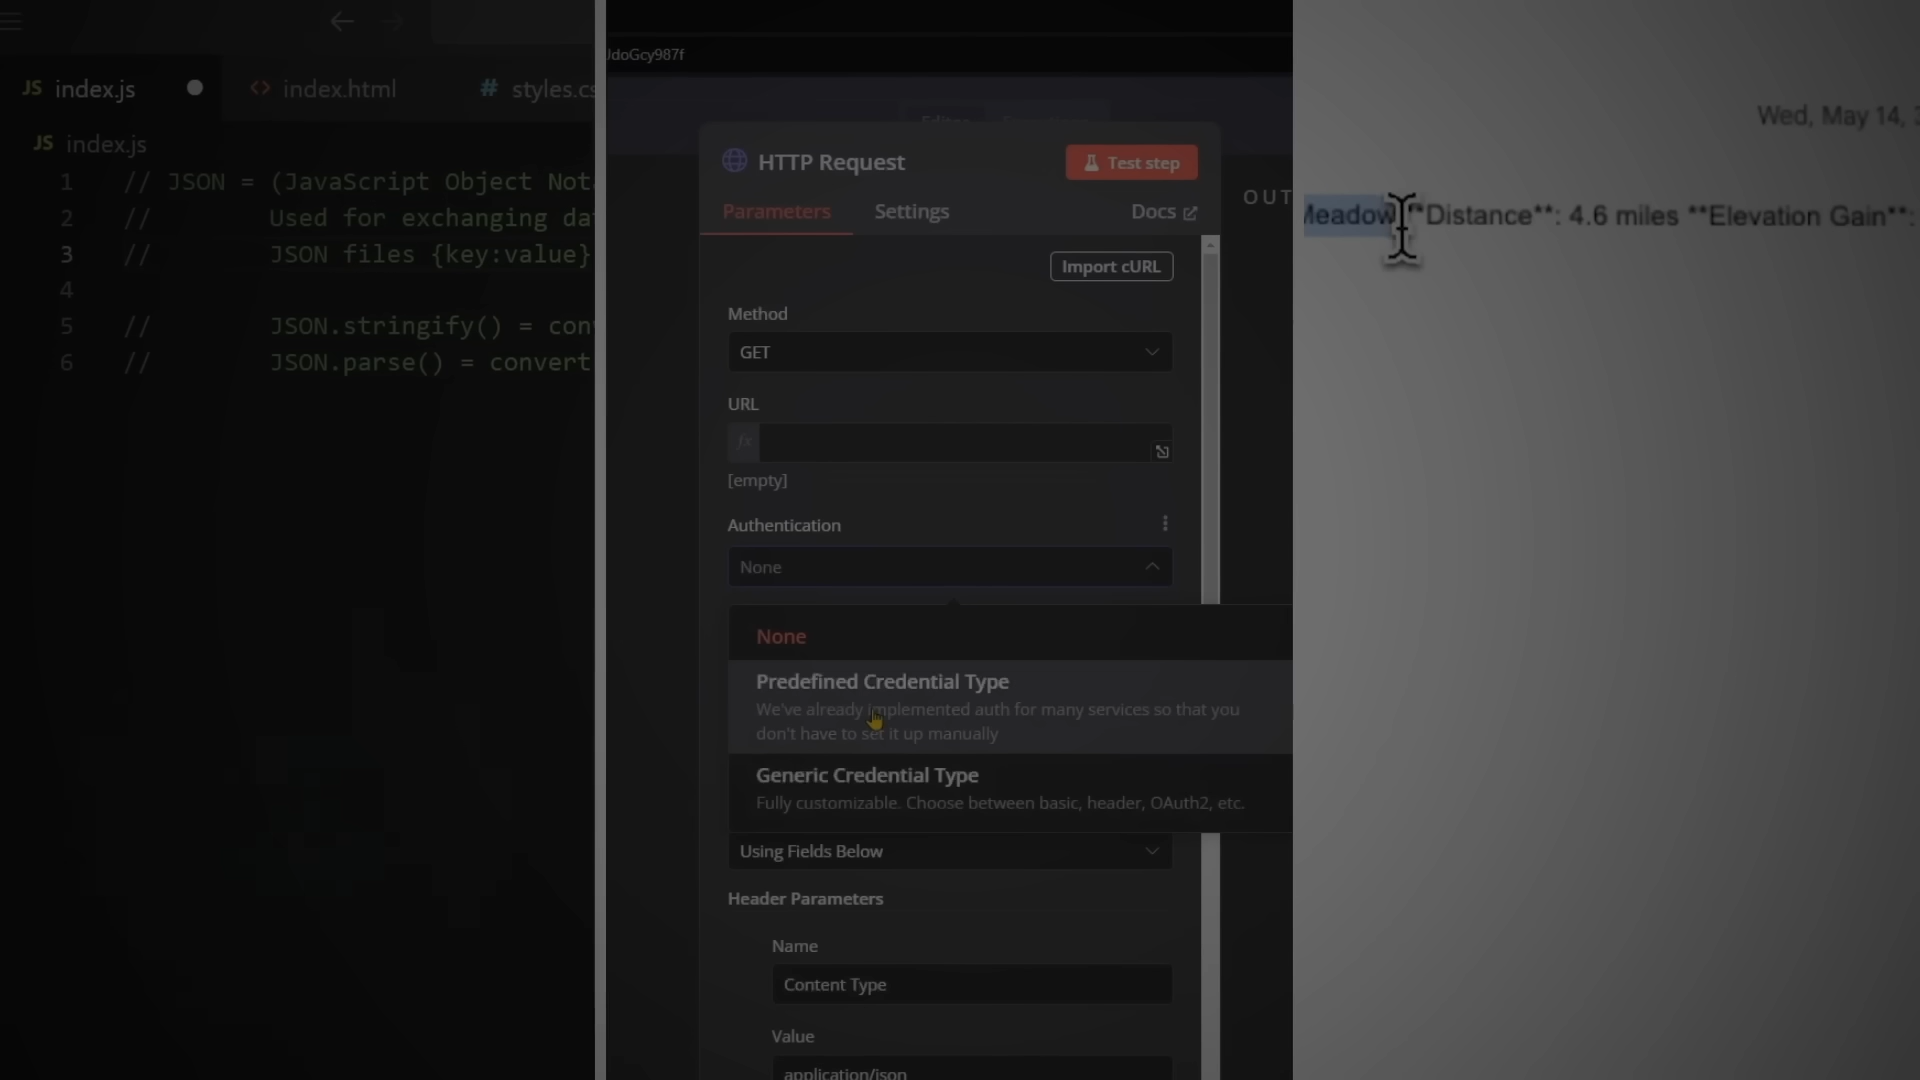 JS index.js
<> index.html
# styles.cs
JS index.js
1 // JSON = (JavaScript Object Not
2 // Used for exchanging da
3 // JSON files {key:value}
4
5 // JSON.stringify() = con
6 // JSON.parse() = convert
JdoGcy987f
Editor
HTTP Request
Test step
Parameters
Settings
Docs
OUT
Import cURL
Method
GET
URL
fx
[empty]
Authentication
None
None
Predefined Credential Type
We've already implemented auth for many services so that you
don't have to set it up manually
Generic Credential Type
Fully customizable. Choose between basic, header, OAuth2, etc.
Using Fields Below
Header Parameters
Name
Content Type
Value
application/json
Wed, May 14,
Meadow **Distance**: 4.6 miles **Elevation Gain**: